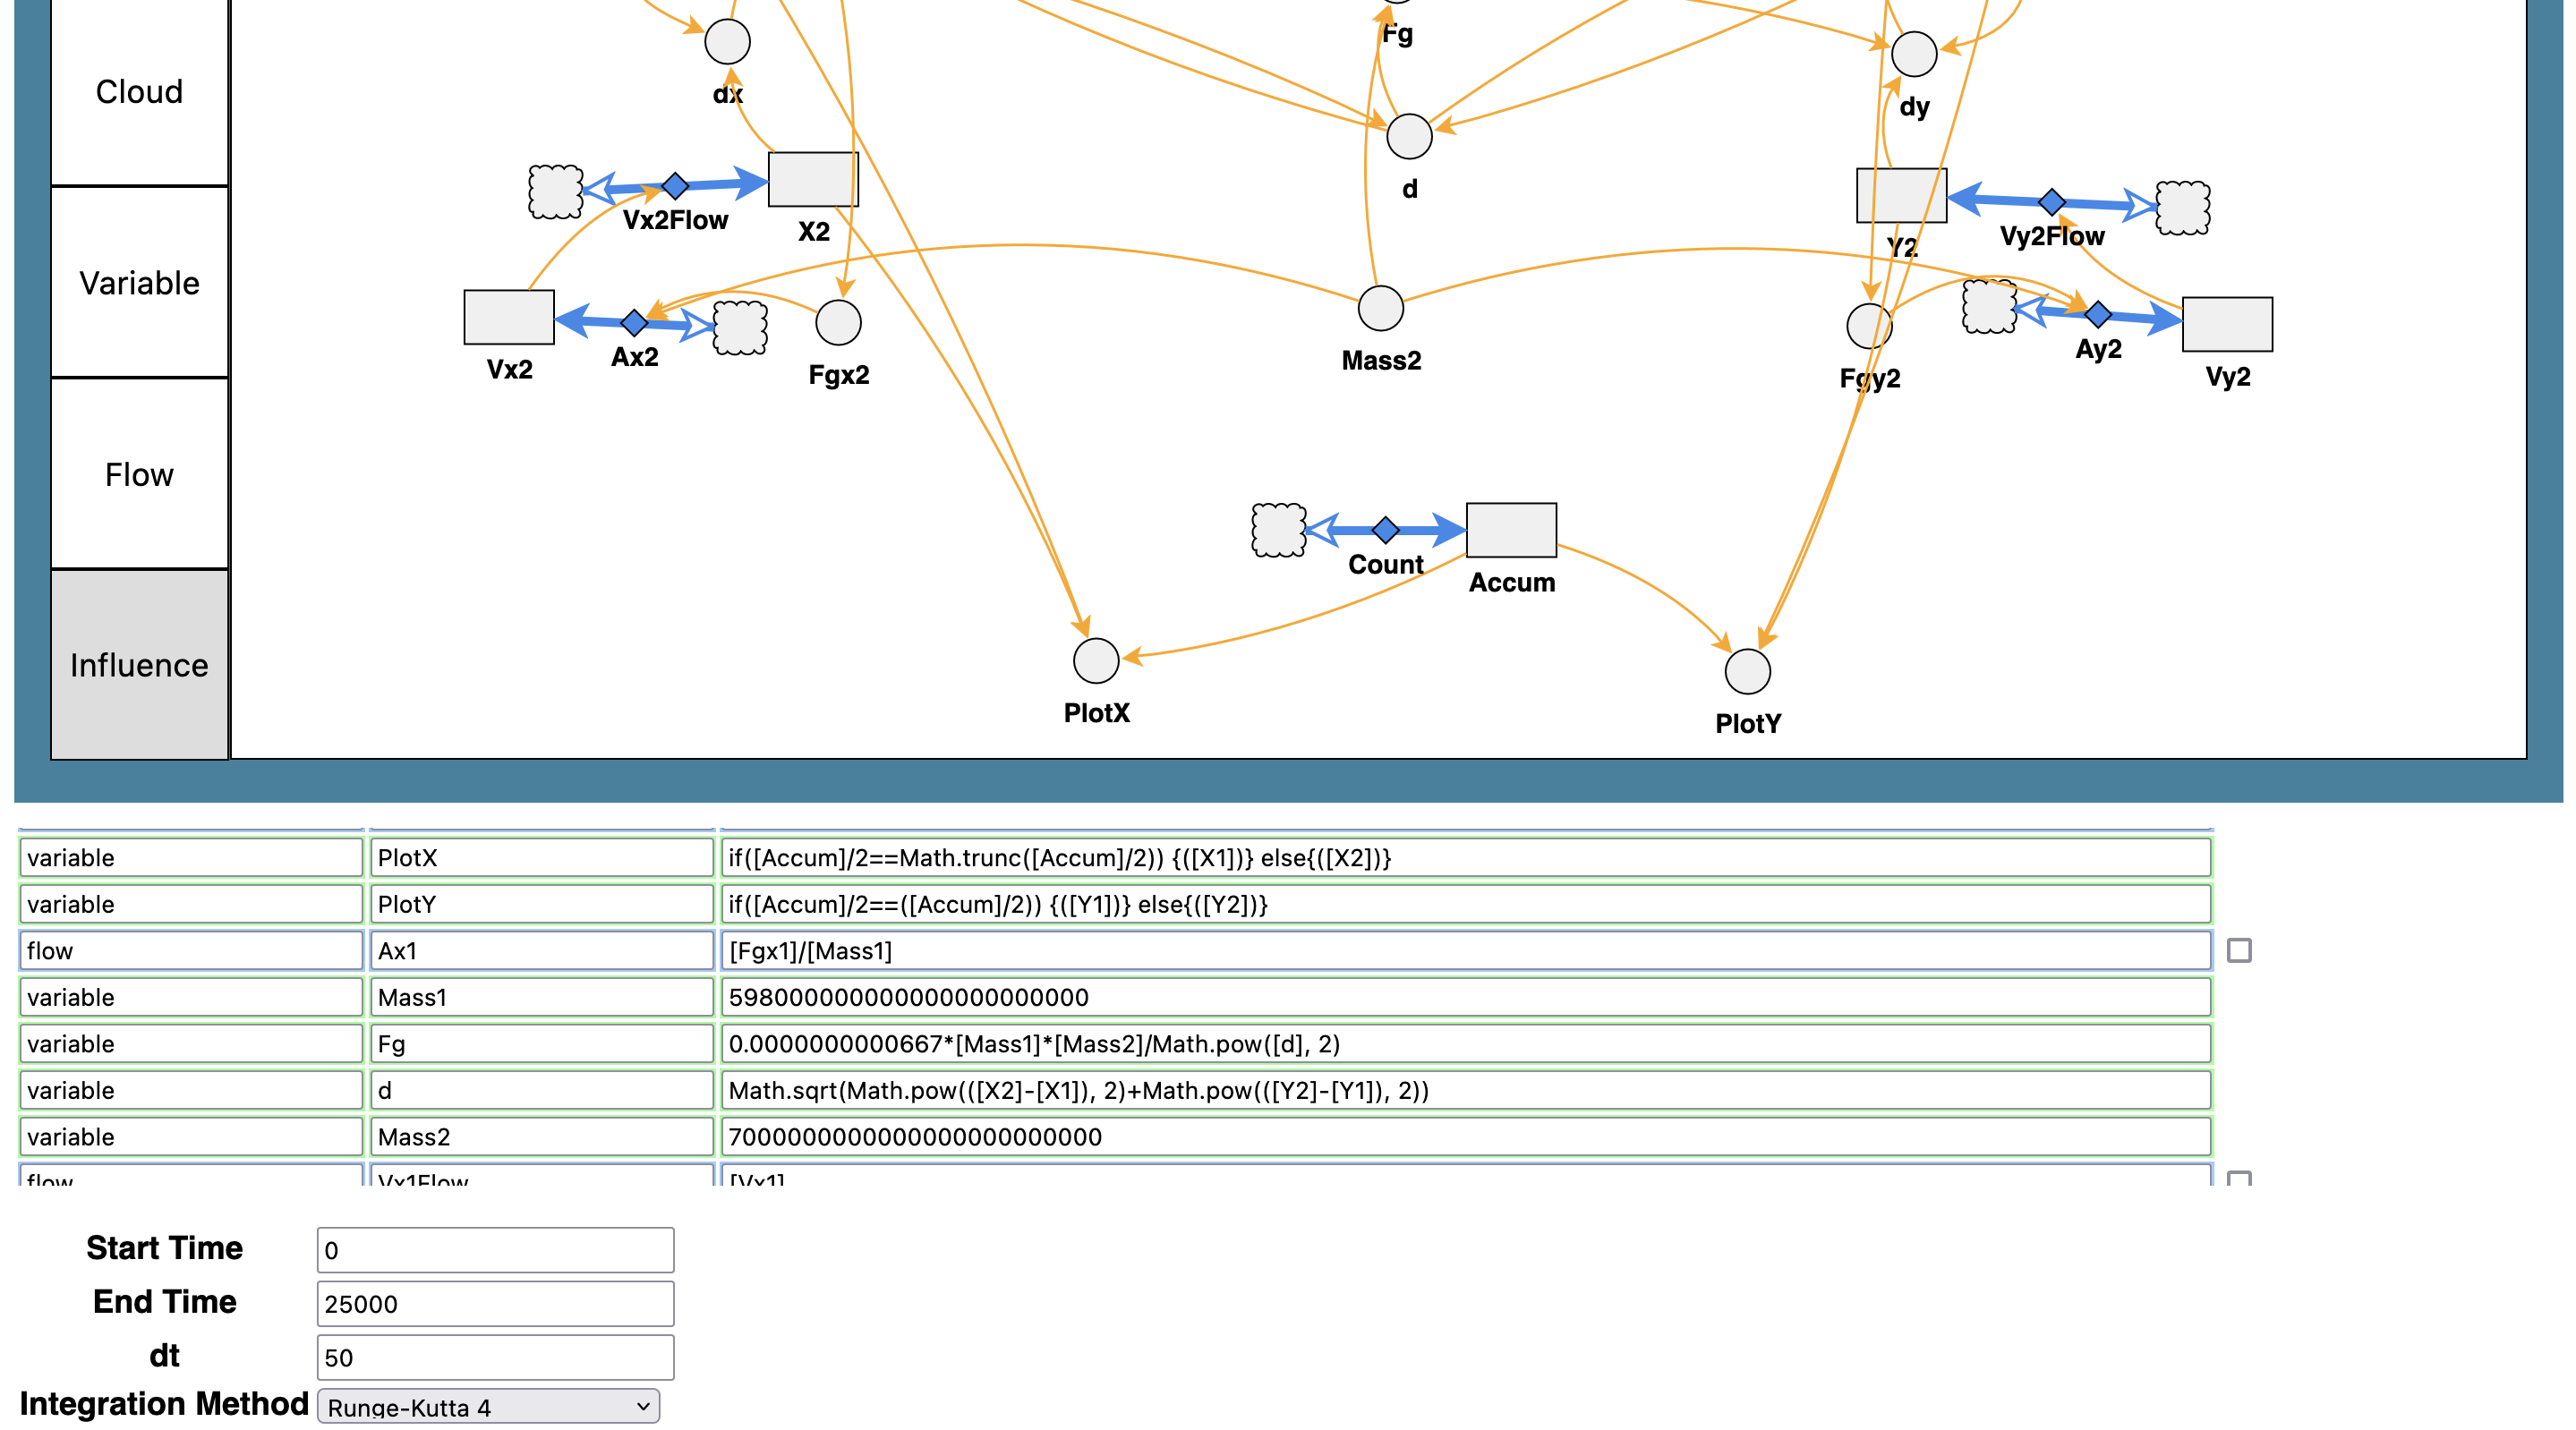 Cloud
Variable
Flow
Influence
dx
Fg
dy
d
Vx2Flow
X2
Y2
Vy2Flow
Vx2
Ax2
Fgx2
Mass2
Fgy2
Ay2
Vy2
Count
Accum
PlotX
PlotY
variable PlotX if([Accum]/2==Math.trunc([Accum]/2)) {([X1])} else{([X2])}
variable PlotY if([Accum]/2==([Accum]/2)) {([Y1])} else{([Y2])}
flow Ax1 [Fgx1]/[Mass1]
variable Mass1 598000000000000000000000
variable Fg 0.0000000000667*[Mass1]*[Mass2]/Math.pow([d], 2)
variable d Math.sqrt(Math.pow(([X2]-[X1]), 2)+Math.pow(([Y2]-[Y1]), 2))
variable Mass2 7000000000000000000000000
flow Vx1Flow [Vx1]
Start Time 0
End Time 25000
dt 50
Integration Method Runge-Kutta 4